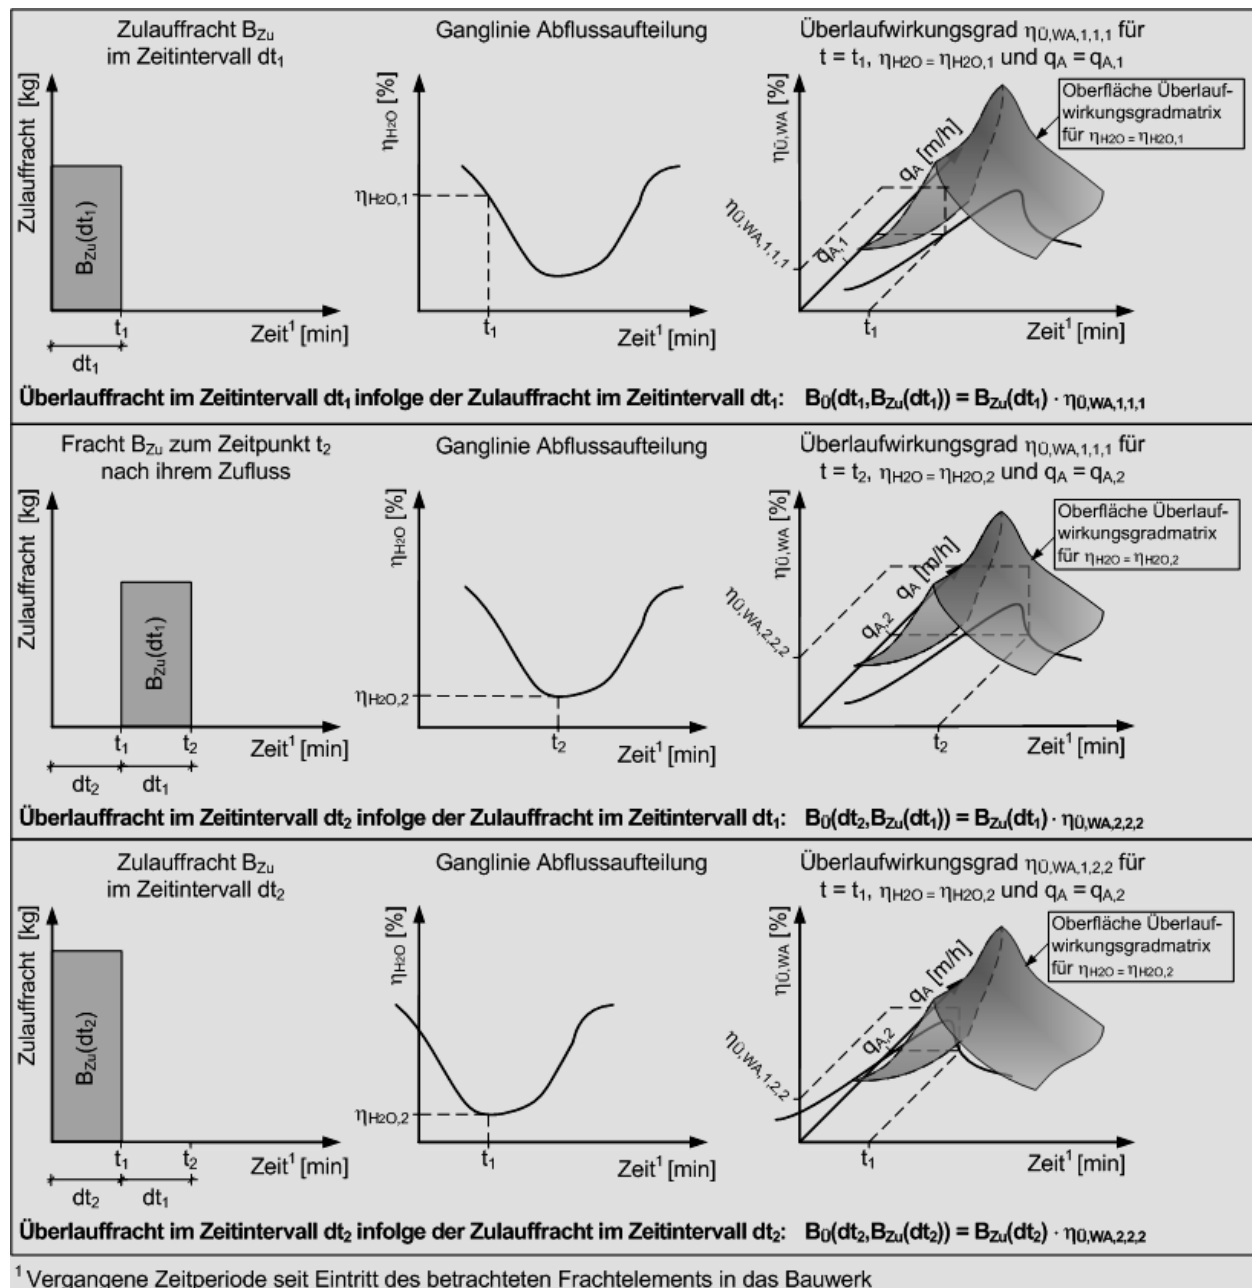 Zulauffracht B_Zu
im Zeitintervall dt₁
Zulauffracht [kg]
B_Zu(dt₁)
t₁
Zeit¹ [min]
dt₁
Ganglinie Abflussaufteilung
η_H2O [%]
η_H2O,1
t₁
Zeit¹ [min]
Überlaufwirkungsgrad η_Ü,WA,1,1,1 für
t = t₁, η_H2O = η_H2O,1 und q_A = q_A,1
η_Ü,WA [%]
q_A [m/h]
Oberfläche Überlauf-
wirkungsgradmatrix
für η_H2O = η_H2O,1
η_Ü,WA,1,1,1
q_A,1
t₁
Zeit¹ [min]
Überlauffracht im Zeitintervall dt₁ infolge der Zulauffracht im Zeitintervall dt₁: B_Ü(dt₁,B_Zu(dt₁)) = B_Zu(dt₁) · η_Ü,WA,1,1,1
Fracht B_Zu zum Zeitpunkt t₂
nach ihrem Zufluss
Zulauffracht [kg]
B_Zu(dt₁)
t₁ t₂
Zeit¹ [min]
dt₂ dt₁
Ganglinie Abflussaufteilung
η_H2O [%]
η_H2O,2
t₂
Zeit¹ [min]
Überlaufwirkungsgrad η_Ü,WA,1,1,1 für
t = t₂, η_H2O = η_H2O,2 und q_A = q_A,2
η_Ü,WA [%]
q_A [m/h]
Oberfläche Überlauf-
wirkungsgradmatrix
für η_H2O = η_H2O,2
η_Ü,WA,2,2,2
q_A,2
t₂
Zeit¹ [min]
Überlauffracht im Zeitintervall dt₂ infolge der Zulauffracht im Zeitintervall dt₁: B_Ü(dt₂,B_Zu(dt₁)) = B_Zu(dt₁) · η_Ü,WA,2,2,2
Zulauffracht B_Zu
im Zeitintervall dt₂
Zulauffracht [kg]
B_Zu(dt₂)
t₁ t₂
Zeit¹ [min]
dt₂ dt₁
Ganglinie Abflussaufteilung
η_H2O [%]
η_H2O,2
t₁
Zeit¹ [min]
Überlaufwirkungsgrad η_Ü,WA,1,2,2 für
t = t₁, η_H2O = η_H2O,2 und q_A = q_A,2
η_Ü,WA [%]
q_A [m/h]
Oberfläche Überlauf-
wirkungsgradmatrix
für η_H2O = η_H2O,2
η_Ü,WA,1,2,2
q_A,2
t₁
Zeit¹ [min]
Überlauffracht im Zeitintervall dt₂ infolge der Zulauffracht im Zeitintervall dt₂: B_Ü(dt₂,B_Zu(dt₂)) = B_Zu(dt₂) · η_Ü,WA,2,2,2
¹ Vergangene Zeitperiode seit Eintritt des betrachteten Frachtelements in das Bauwerk